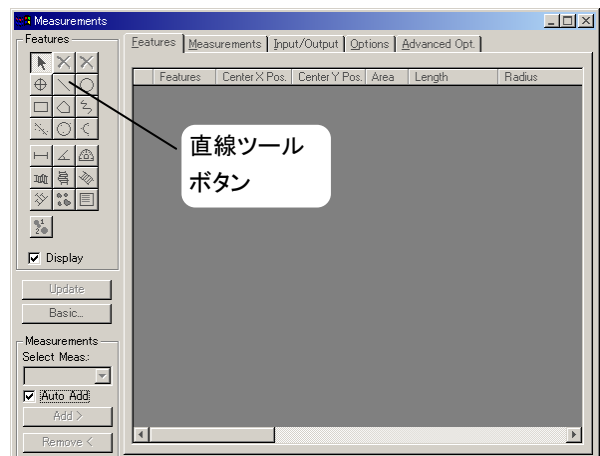 Measurements
Features
Features Measurements Input/Output Options Advanced Opt.
Features Center X Pos. Center Y Pos. Area Length Radius
直線ツール
ボタン
Display
Update
Basic...
Measurements
Select Meas.:
Auto Add
Add >
Remove <